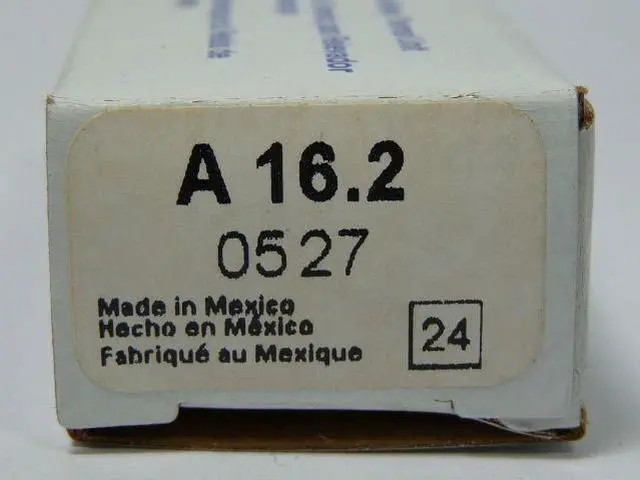 A 16.2
0527
Made in Mexico
Hecho en México
Fabriqué au Mexique
24